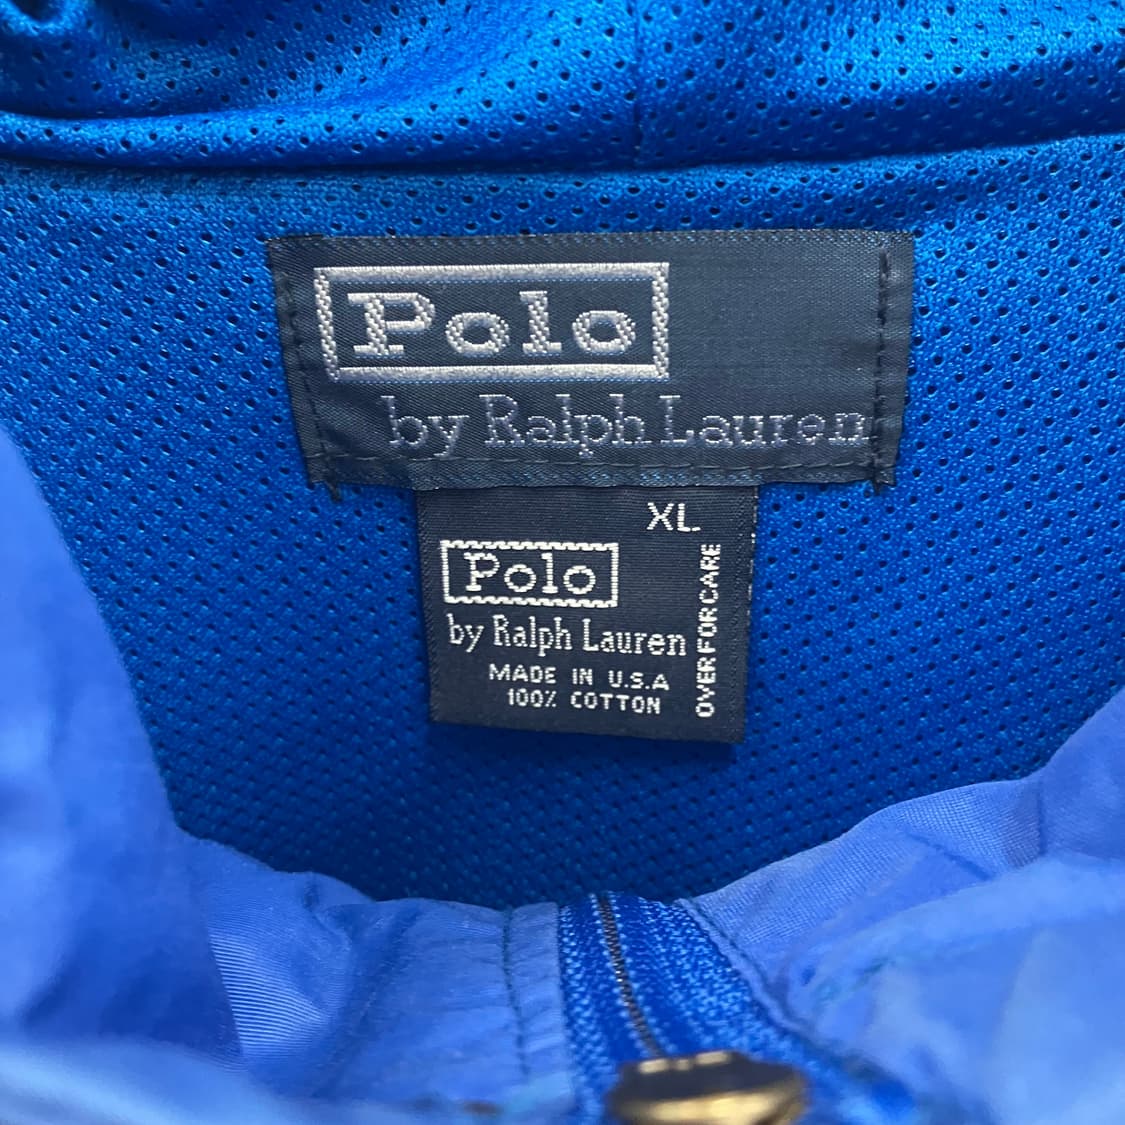 Polo
by Ralph Lauren
XL
Polo
by Ralph Lauren
MADE IN U.S.A
100% COTTON
OVER FOR CARE